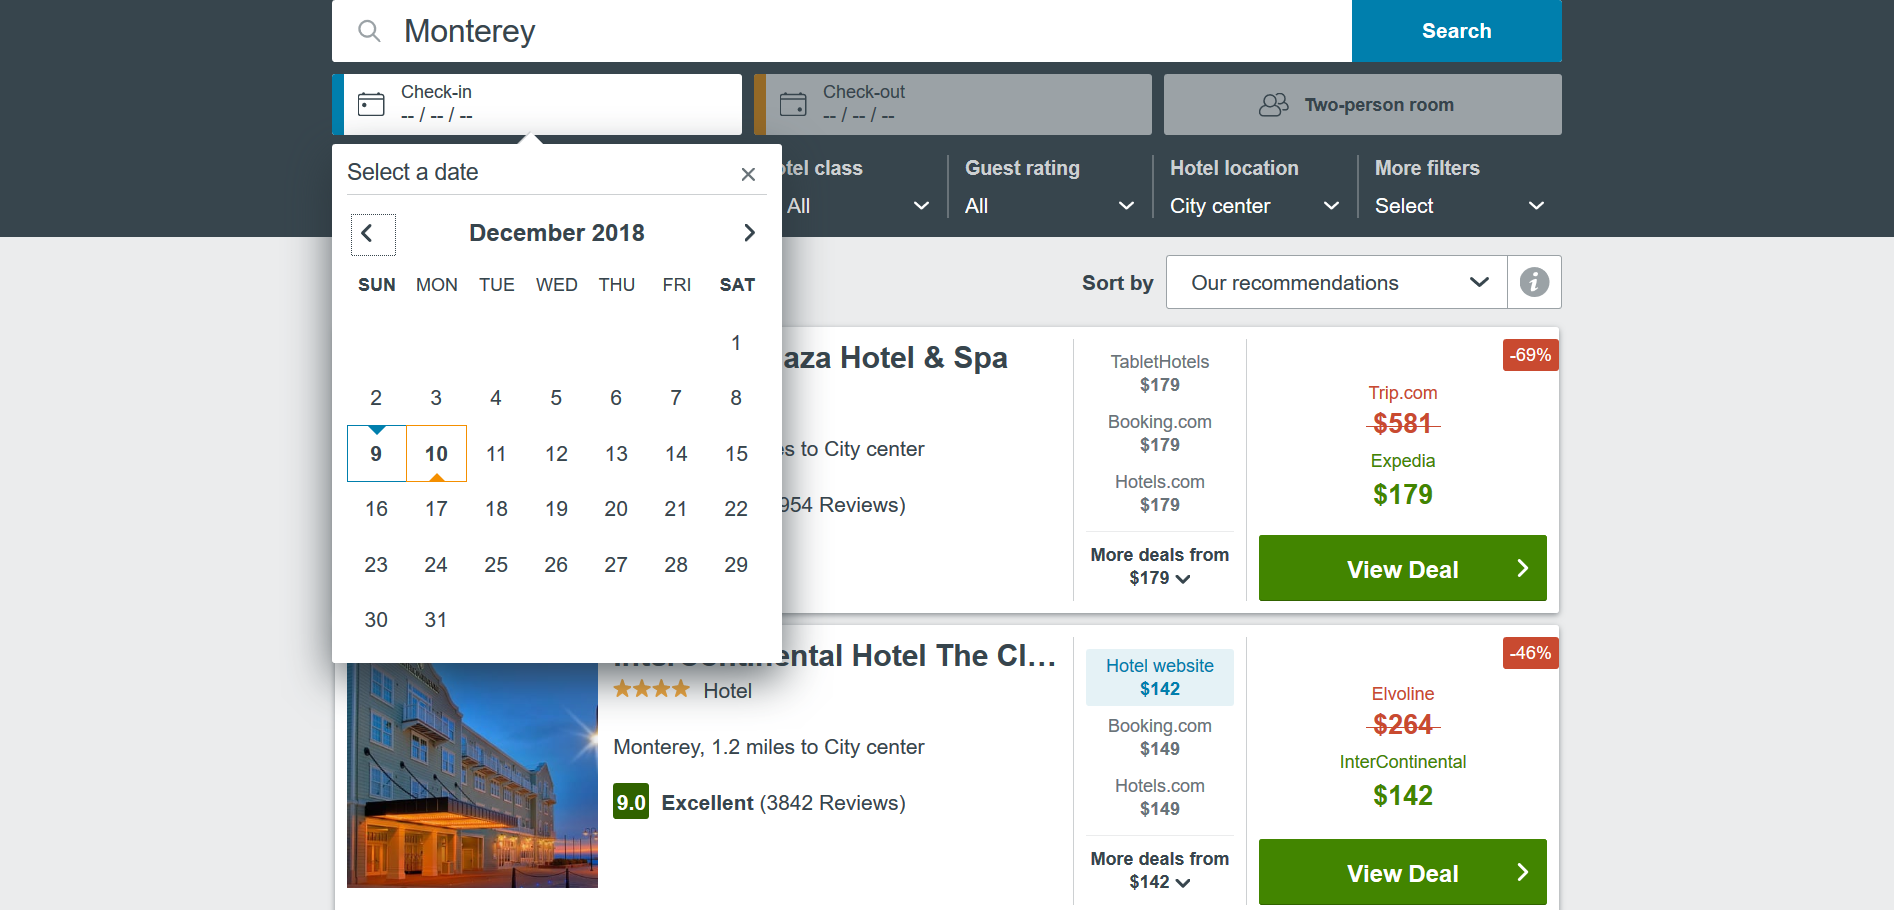 Monterey
Search
Check-in
-- / -- / --
Check-out
-- / -- / --
Two-person room
Select a date
December 2018
SUN MON TUE WED THU FRI SAT
1
2 3 4 5 6 7 8
9 10 11 12 13 14 15
16 17 18 19 20 21 22
23 24 25 26 27 28 29
30 31
tel class
All
Guest rating
All
Hotel location
City center
More filters
Select
Sort by
Our recommendations
aza Hotel & Spa
s to City center
954 Reviews)
TabletHotels
$179
Booking.com
$179
Hotels.com
$179
More deals from
$179
-69%
Trip.com
$581
Expedia
$179
View Deal
InterContinental Hotel The Cl...
Hotel
Monterey, 1.2 miles to City center
9.0 Excellent (3842 Reviews)
Hotel website
$142
Booking.com
$149
Hotels.com
$149
More deals from
$142
-46%
Elvoline
$264
InterContinental
$142
View Deal